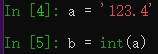 In [4]: a = '123.4'
In [5]: b = int(a)